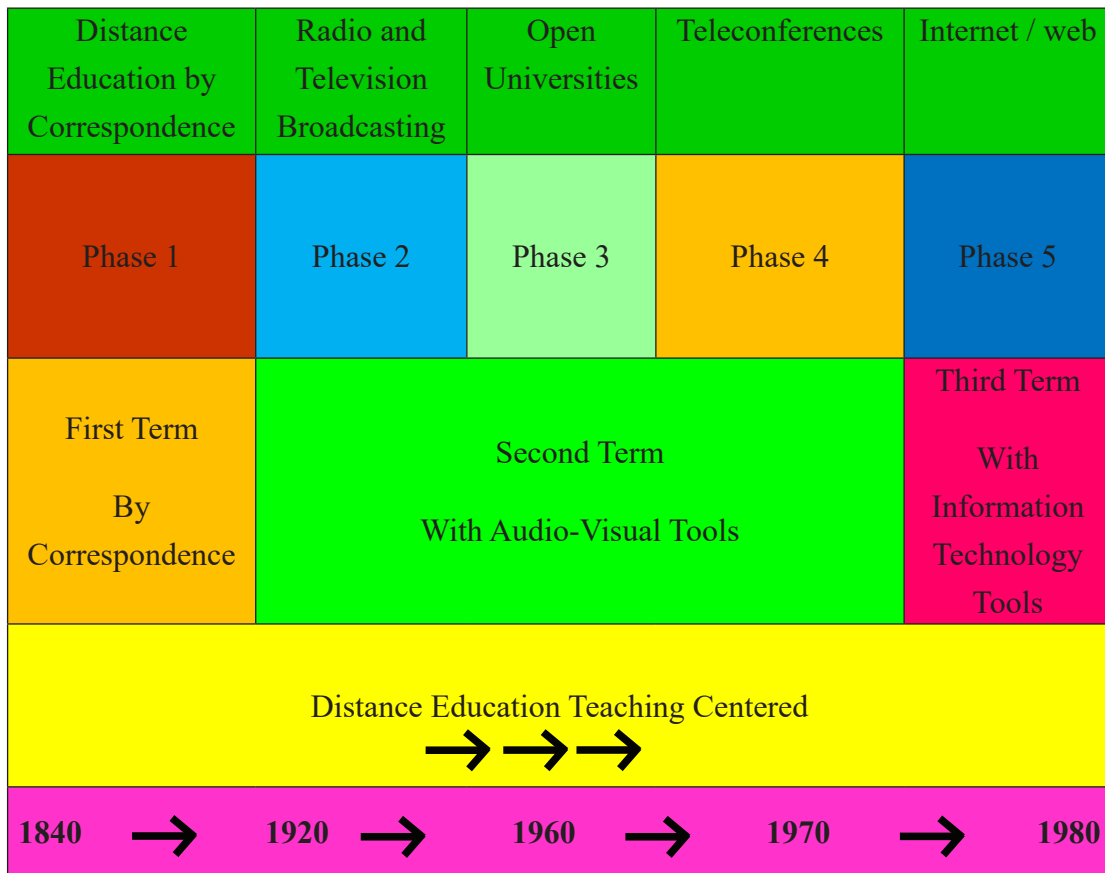 Distance
Education by
Correspondence
Radio and
Television
Broadcasting
Open
Universities
Teleconferences
Internet / web
Phase 1
Phase 2
Phase 3
Phase 4
Phase 5
First Term
By
Correspondence
Second Term
With Audio-Visual Tools
Third Term
With
Information
Technology
Tools
Distance Education Teaching Centered
→ → →
1840 → 1920 → 1960 → 1970 → 1980